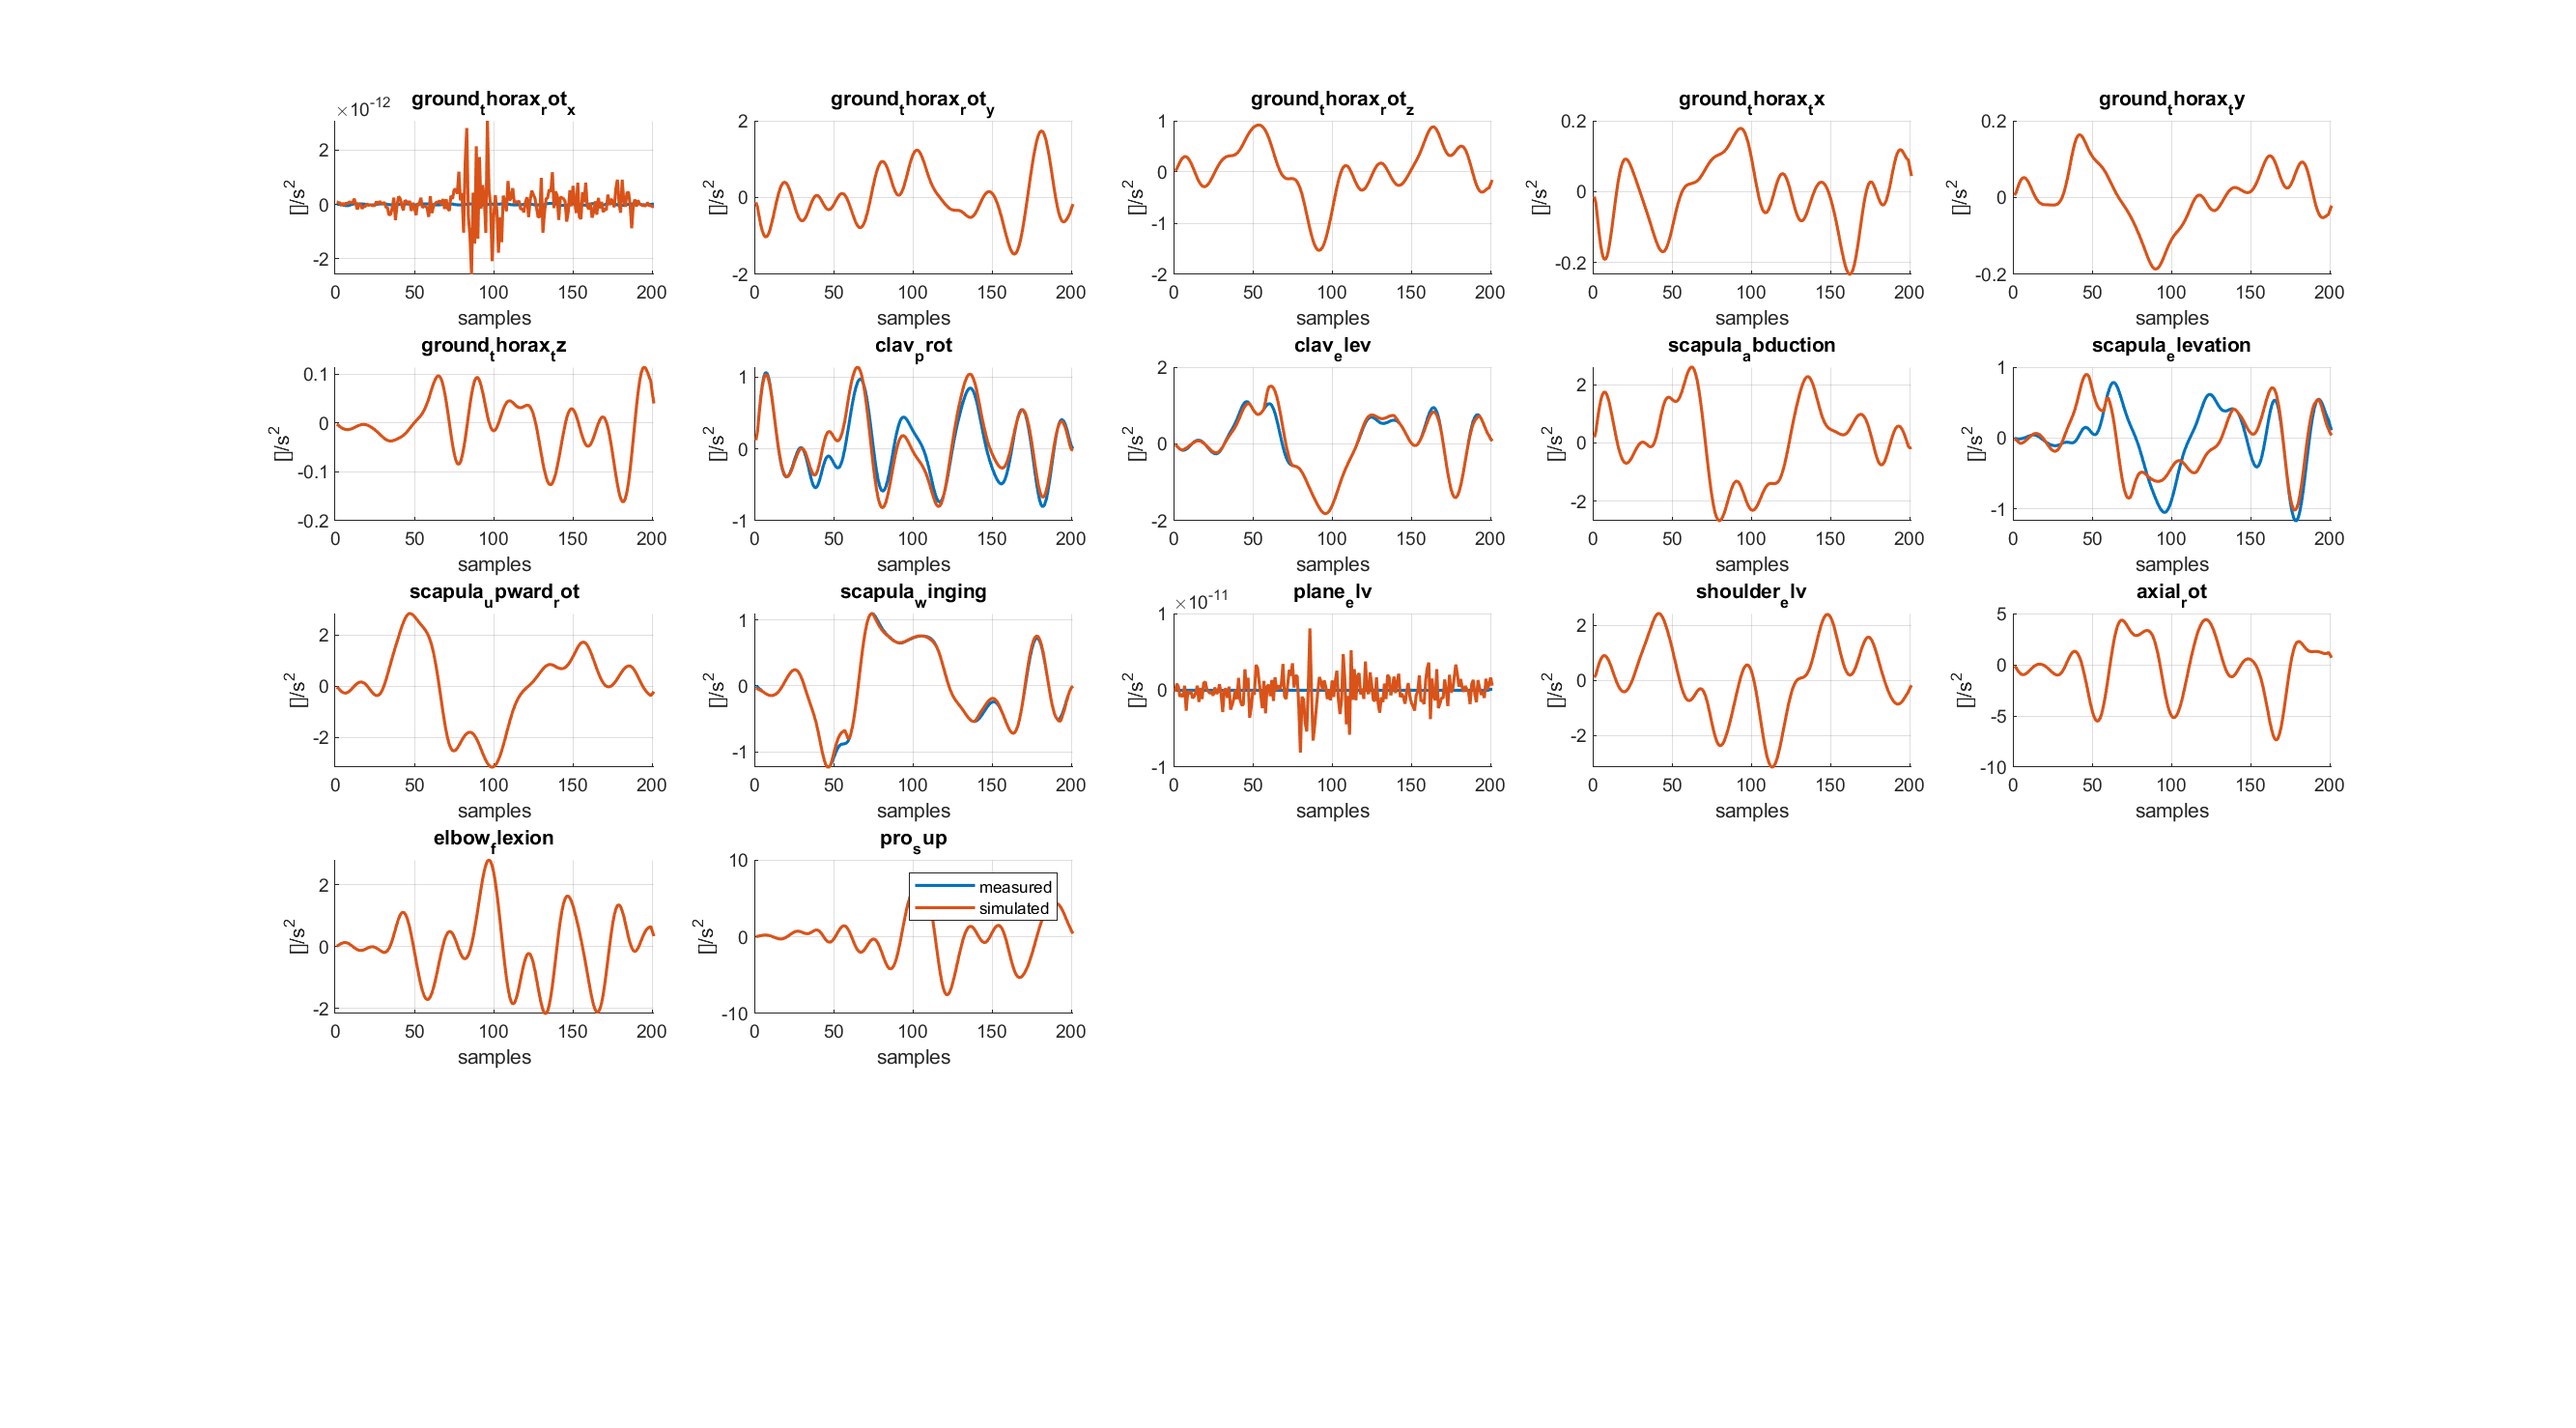 ground_thorax_rot_x
×10^-12
[]/s^2
2
0
-2
0 50 100 150 200
samples
ground_thorax_rot_y
[]/s^2
2
0
-2
0 50 100 150 200
samples
ground_thorax_rot_z
[]/s^2
1
0
-1
-2
0 50 100 150 200
samples
ground_thorax_tx
[]/s^2
0.2
0
-0.2
0 50 100 150 200
samples
ground_thorax_ty
[]/s^2
0.2
0
-0.2
0 50 100 150 200
samples
ground_thorax_tz
[]/s^2
0.1
0
-0.1
-0.2
0 50 100 150 200
samples
clav_prot
[]/s^2
1
0
-1
0 50 100 150 200
samples
clav_elev
[]/s^2
2
0
-2
0 50 100 150 200
samples
scapula_abduction
[]/s^2
2
0
-2
0 50 100 150 200
samples
scapula_elevation
[]/s^2
1
0
-1
0 50 100 150 200
samples
scapula_upward_rot
[]/s^2
2
0
-2
0 50 100 150 200
samples
scapula_winging
[]/s^2
1
0
-1
0 50 100 150 200
samples
plane_elv
×10^-11
[]/s^2
1
0
-1
0 50 100 150 200
samples
shoulder_elv
[]/s^2
2
0
-2
0 50 100 150 200
samples
axial_rot
[]/s^2
5
0
-5
-10
0 50 100 150 200
samples
elbow_flexion
[]/s^2
2
0
-2
0 50 100 150 200
samples
pro_sup
[]/s^2
10
0
-10
measured
simulated
0 50 100 150 200
samples